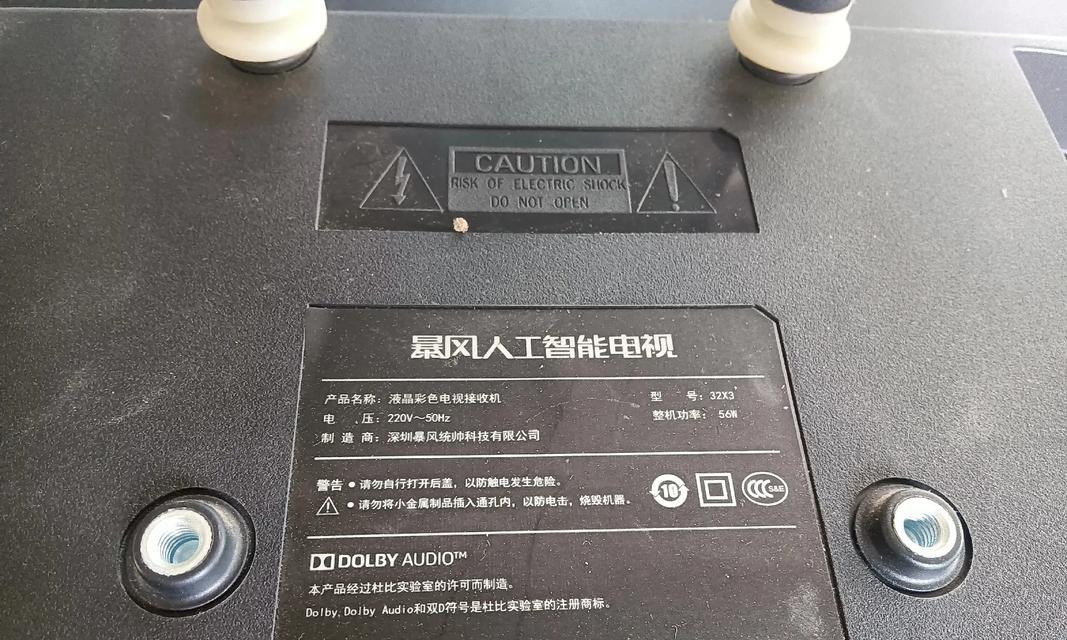 CAUTION
RISK OF ELECTRIC SHOCK
DO NOT OPEN
暴风人工智能电视
产品名称：液晶彩色电视接收机 型 号：32X3
电 压：220V～50Hz 整机功率：56W
制 造 商：深圳暴风统帅科技有限公司
警告 ● 请勿自行打开后盖，以防触电发生危险。
● 请勿将小金属制品插入通孔内，以防电击，烧毁机器。
10
CCC S&E
DOLBY AUDIO™
本产品经过杜比实验室的许可而制造。
Dolby,Dolby Audio和双D符号是杜比实验室的注册商标。